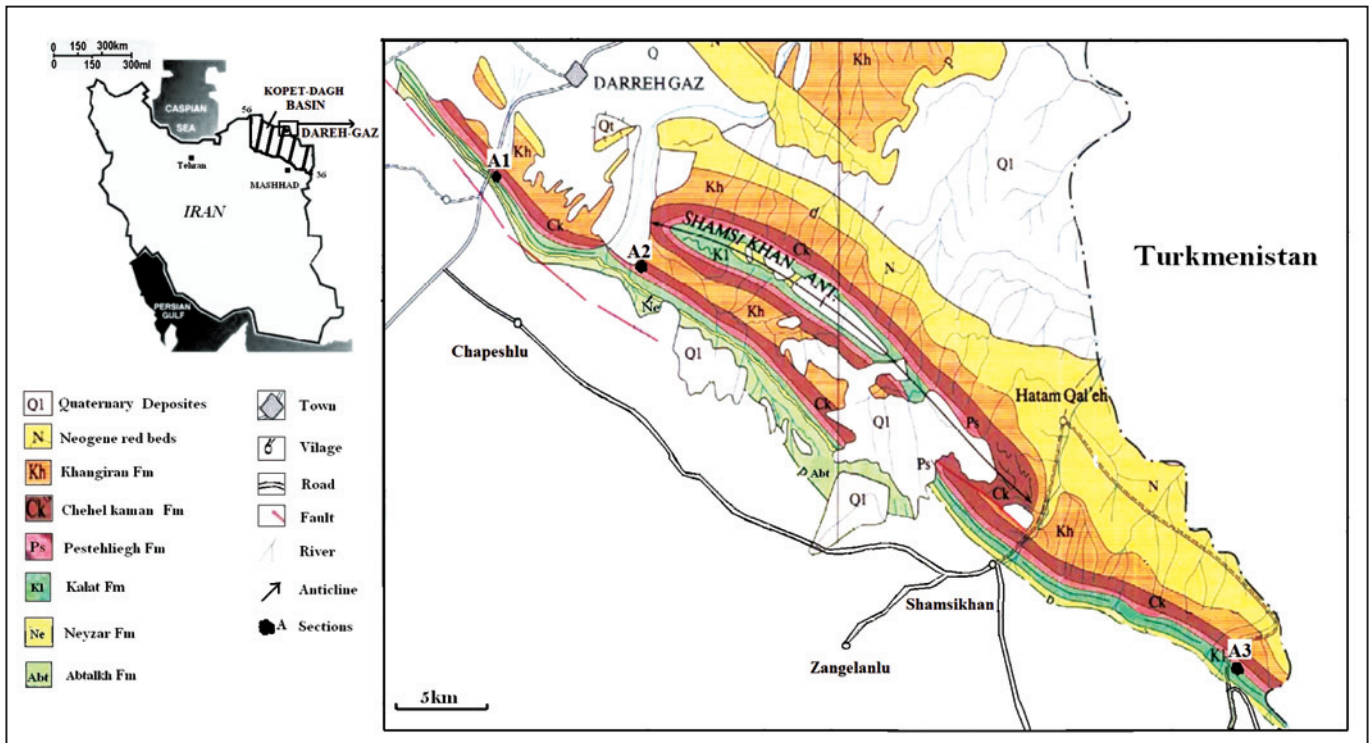 0 150 300km
0 150 300ml
CASPIAN
SEA
KOPET-DAGH
BASIN
56
DAREH-GAZ
Tehran
MASHHAD
36
IRAN
PERSIAN
GULF
Q1 Quaternary Deposites
N Neogene red beds
Kh Khangiran Fm
Ck Chehel kaman Fm
Ps Pestehliegh Fm
Kl Kalat Fm
Ne Neyzar Fm
Abt Abtalkh Fm
Town
Vilage
Road
Fault
River
Anticline
A Sections
Q
DARREH GAZ
N
Kh
Qt
Q1
A1
Kh
Kh
Ck
SHAMSI KHAN ANT.
Ck
Kl
A2
N
Turkmenistan
Ne
Kh
Chapeshlu
Q1
Hatam Qal'eh
Ck
Q1
Ps
Abt
Ps
N
Q1
Ck
Kh
Shamsikhan
Ck
Zangelanlu
Kl
A3
5km